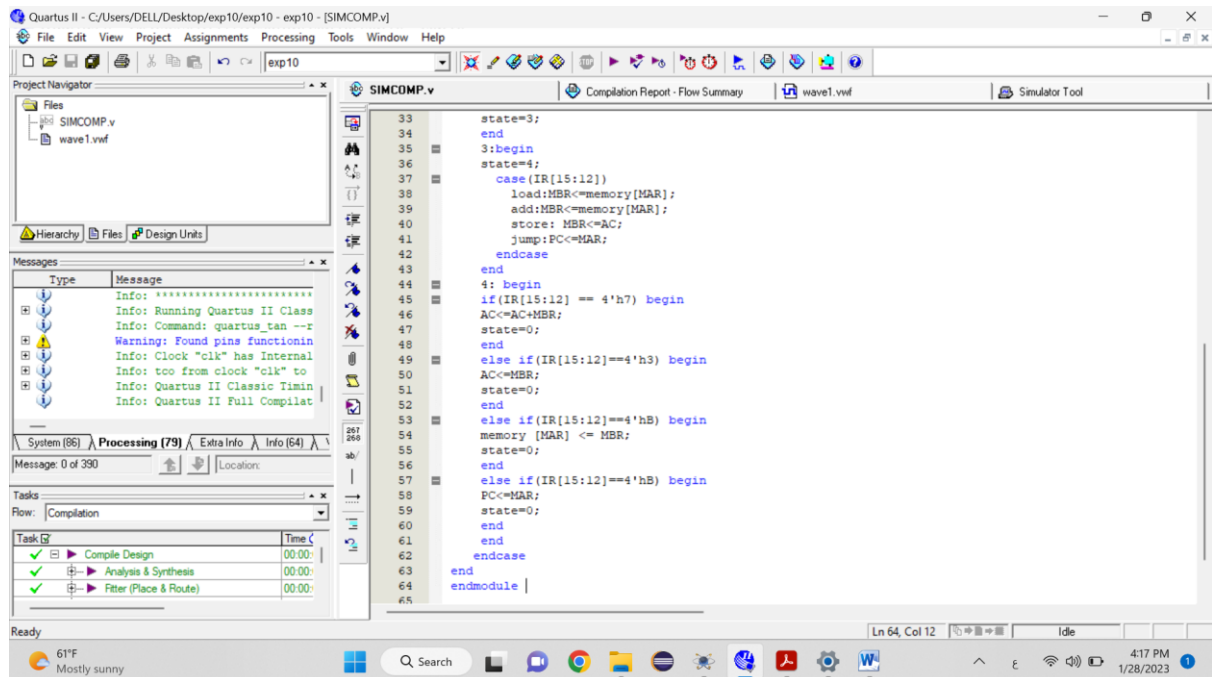 Quartus II - C:/Users/DELL/Desktop/exp10/exp10 - exp10 - [SIMCOMP.v]
File Edit View Project Assignments Processing Tools Window Help
exp10
Project Navigator
Files
SIMCOMP.v
wave1.vwf
Hierarchy Files Design Units
Messages
Type Message
Info: ************************
Info: Running Quartus II Class
Info: Command: quartus_tan --r
Warning: Found pins functionin
Info: Clock "clk" has Internal
Info: tco from clock "clk" to
Info: Quartus II Classic Timin
Info: Quartus II Full Compilat
System (86) Processing (79) Extra Info Info (64)
Message: 0 of 390 Location:
Tasks
Flow: Compilation
Task Time
Compile Design 00:00:
Analysis & Synthesis 00:00:
Fitter (Place & Route) 00:00:
SIMCOMP.v Compilation Report - Flow Summary wave1.vwf Simulator Tool
267
268
ab/
33 state=3;
34 end
35 3:begin
36 state=4;
37 case(IR[15:12])
38 load:MBR<=memory[MAR];
39 add:MBR<=memory[MAR];
40 store: MBR<=AC;
41 jump:PC<=MAR;
42 endcase
43 end
44 4: begin
45 if(IR[15:12] == 4'h7) begin
46 AC<=AC+MBR;
47 state=0;
48 end
49 else if(IR[15:12]==4'h3) begin
50 AC<=MBR;
51 state=0;
52 end
53 else if(IR[15:12]==4'hB) begin
54 memory [MAR] <= MBR;
55 state=0;
56 end
57 else if(IR[15:12]==4'hB) begin
58 PC<=MAR;
59 state=0;
60 end
61 end
62 endcase
63 end
64 endmodule
65
Ready Ln 64, Col 12 Idle
61°F
Mostly sunny
Search
ع
4:17 PM
1/28/2023
1